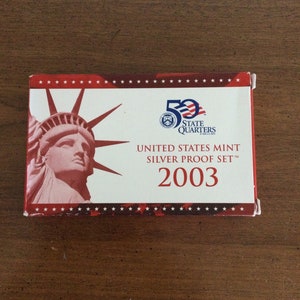 50
STATE
QUARTERS
UNITED STATES MINT
SILVER PROOF SET™
2003